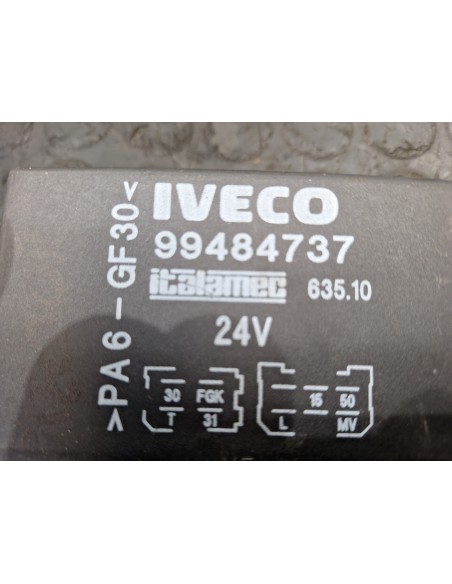 IVECO
99484737
italamec 635.10
24V
30 FGK 15 50
T 31 L MV
>PA6-GF30<